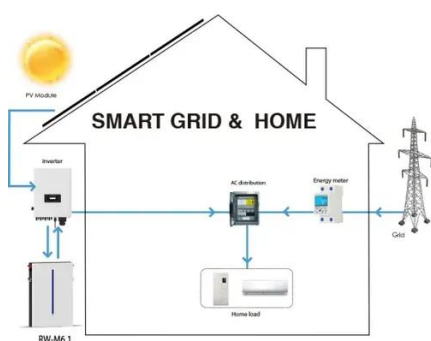 PV Module
SMART GRID & HOME
Inverter
AC distribution
Energy meter
Grid
Home load
RW-M6.1